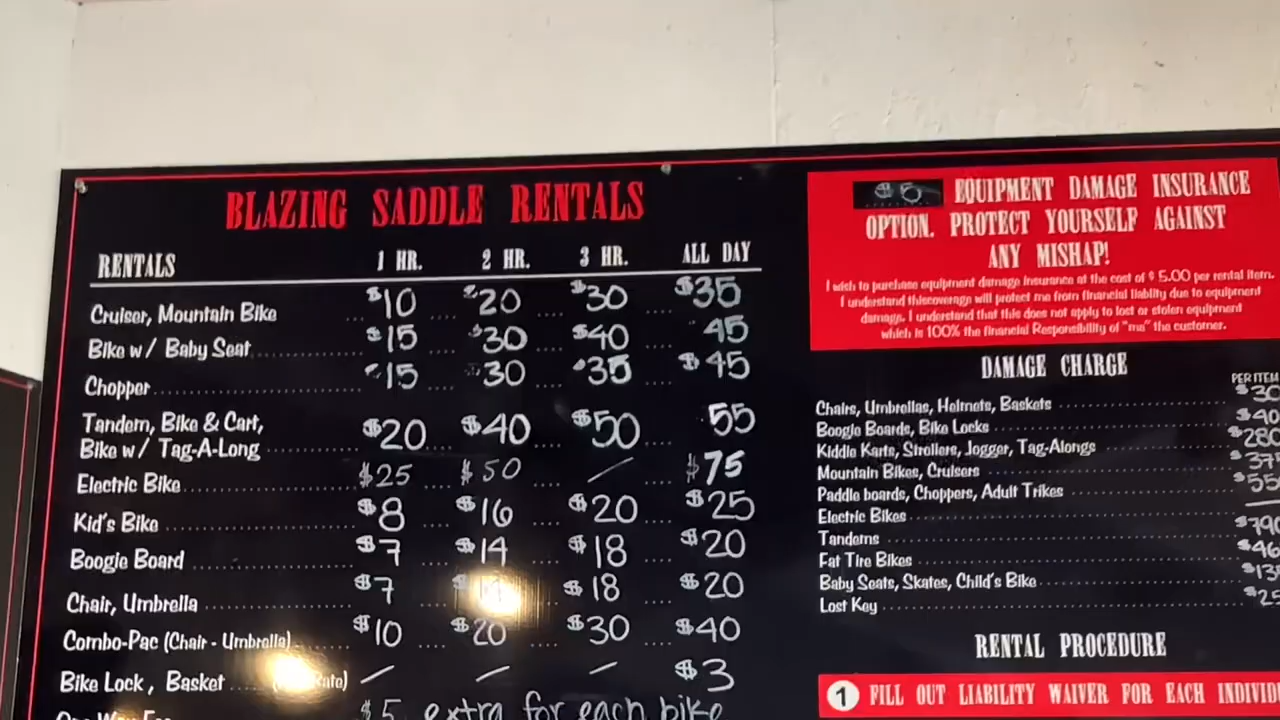 BLAZING SADDLE RENTALS
RENTALS 1 HR. 2 HR. 3 HR. ALL DAY
Cruiser, Mountain Bike $10 $20 $30 $35
Bike w/ Baby Seat $15 $30 $40 45
Chopper $15 $30 $35 $45
Tandem, Bike & Cart,
Bike w/ Tag-A-Long $20 $40 $50 55
Electric Bike $25 $50 / $75
Kid's Bike $8 $16 $20 $25
Boogie Board $7 $14 $18 $20
Chair, Umbrella $7 $14 $18 $20
Combo-Pac (Chair - Umbrella) $10 $20 $30 $40
Bike Lock, Basket / / / $3
$5 extra for each bike
$5 EQUIPMENT DAMAGE INSURANCE
OPTION. PROTECT YOURSELF AGAINST
ANY MISHAP!
I wish to purchase equipment damage insurance at the cost of $ 5.00 per rental item.
I understand thiscoverage will protect me from financial liablity due to equipment
damage. I understand that this does not apply to lost or stolen equipment
which is 100% the financial Responsibility of "me" the customer.
DAMAGE CHARGE
PER ITEM
Chairs, Umbrellas, Helmets, Baskets $30
Boogie Boards, Bike Locks $40
Kiddie Karts, Strollers, Jogger, Tag-Alongs $280
Mountain Bikes, Cruisers
Paddle boards, Choppers, Adult Trikes
Electric Bikes
Tandems
Fat Tire Bikes
Baby Seats, Skates, Child's Bike
Lost Key $25
RENTAL PROCEDURE
1 FILL OUT LIABILITY WAIVER FOR EACH